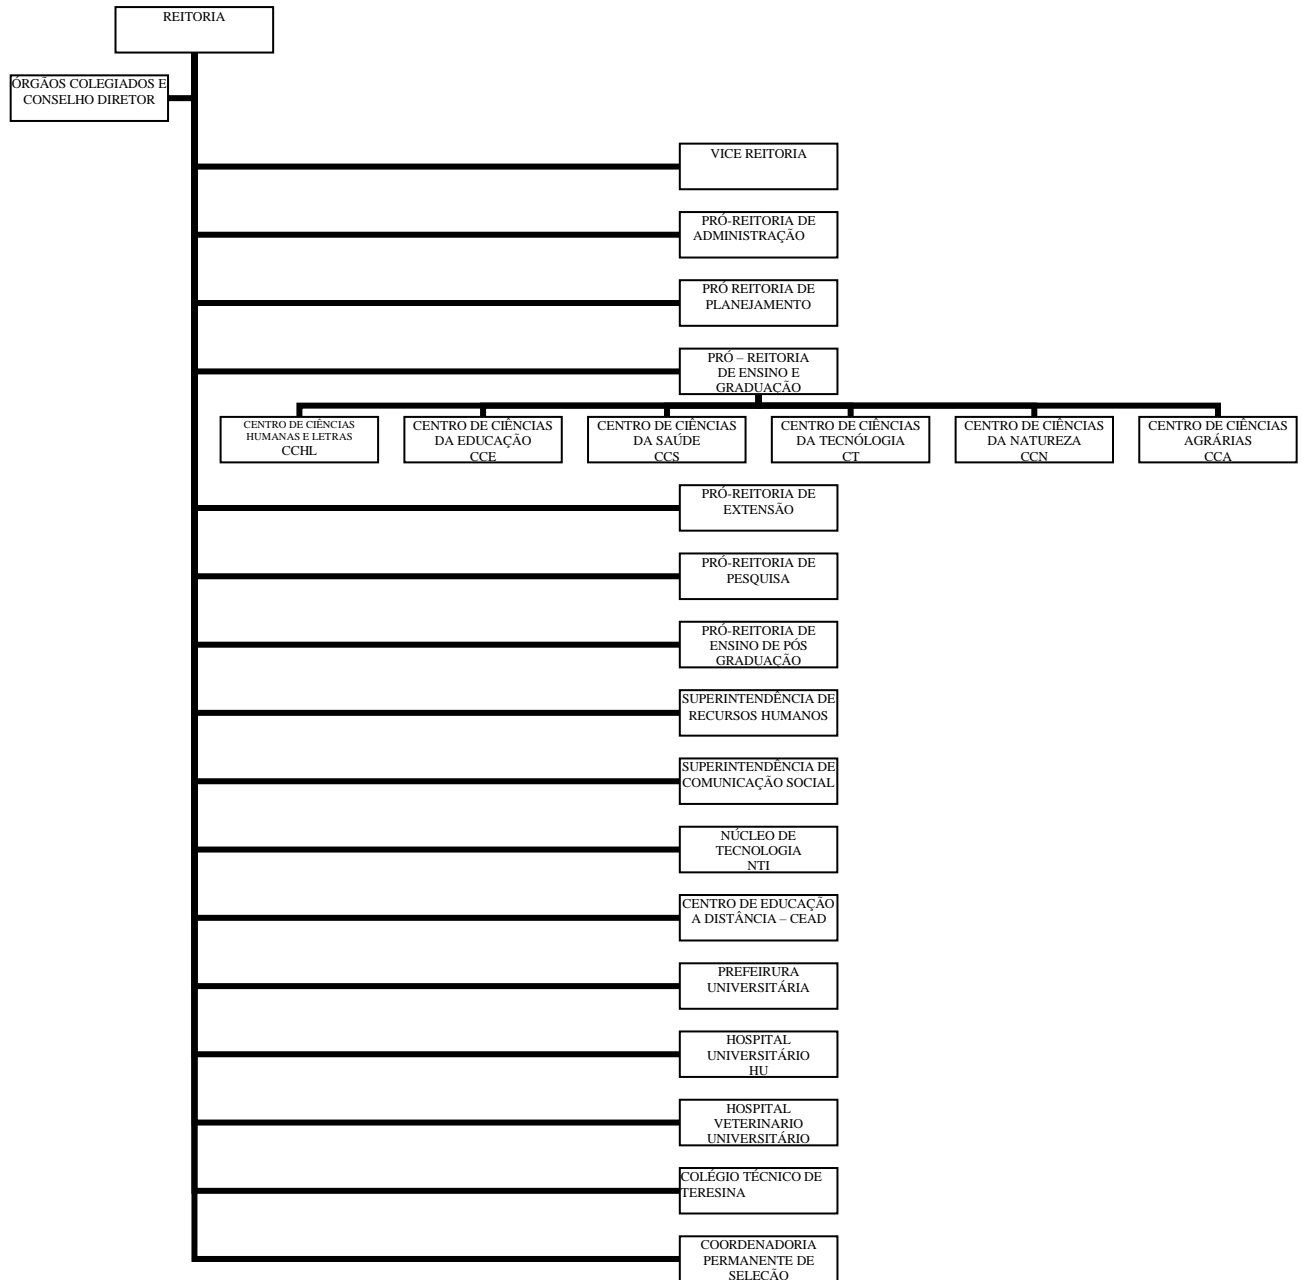 REITORIA
ÓRGÃOS COLEGIADOS E
CONSELHO DIRETOR
VICE REITORIA
PRÓ-REITORIA DE
ADMINISTRAÇÃO
PRÓ REITORIA DE
PLANEJAMENTO
PRÓ – REITORIA
DE ENSINO E
GRADUAÇÃO
CENTRO DE CIÊNCIAS
HUMANAS E LETRAS
CCHL
CENTRO DE CIÊNCIAS
DA EDUCAÇÃO
CCE
CENTRO DE CIÊNCIAS
DA SAÚDE
CCS
CENTRO DE CIÊNCIAS
DA TECNÓLOGIA
CT
CENTRO DE CIÊNCIAS
DA NATUREZA
CCN
CENTRO DE CIÊNCIAS
AGRÁRIAS
CCA
PRÓ-REITORIA DE
EXTENSÃO
PRÓ-REITORIA DE
PESQUISA
PRÓ-REITORIA DE
ENSINO DE PÓS
GRADUAÇÃO
SUPERINTENDÊNCIA DE
RECURSOS HUMANOS
SUPERINTENDÊNCIA DE
COMUNICAÇÃO SOCIAL
NÚCLEO DE
TECNOLOGIA
NTI
CENTRO DE EDUCAÇÃO
A DISTÂNCIA – CEAD
PREFEIRURA
UNIVERSITÁRIA
HOSPITAL
UNIVERSITÁRIO
HU
HOSPITAL
VETERINARIO
UNIVERSITÁRIO
COLÉGIO TÉCNICO DE
TERESINA
COORDENADORIA
PERMANENTE DE
SELEÇÃO